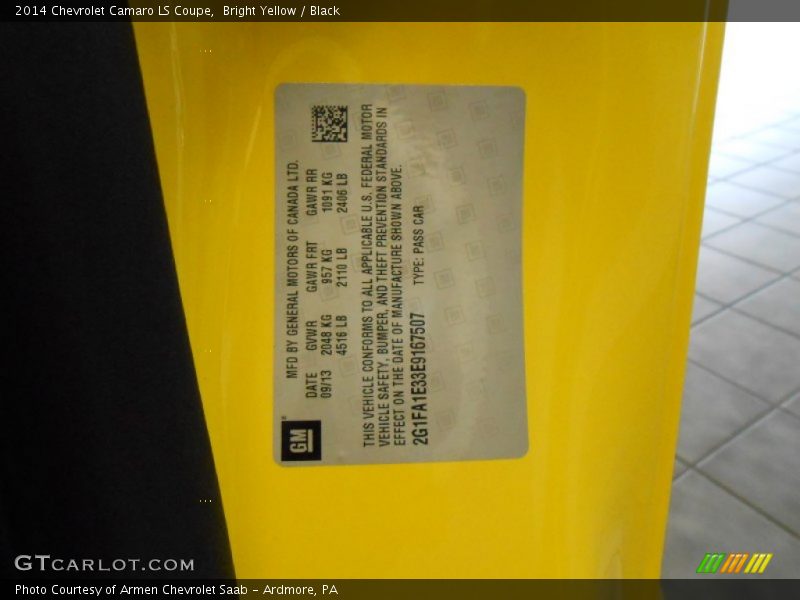 2014 Chevrolet Camaro LS Coupe,  Bright Yellow / Black
MFD BY GENERAL MOTORS OF CANADA LTD.
DATE GVWR GAWR FRT GAWR RR
09/13 2048 KG 957 KG 1091 KG
4516 LB 2110 LB 2406 LB
THIS VEHICLE CONFORMS TO ALL APPLICABLE U.S. FEDERAL MOTOR
VEHICLE SAFETY, BUMPER, AND THEFT PREVENTION STANDARDS IN
EFFECT ON THE DATE OF MANUFACTURE SHOWN ABOVE.
2G1FA1E33E9167507 TYPE: PASS CAR
GM
GTCARLOT.COM
Photo Courtesy of Armen Chevrolet Saab - Ardmore, PA